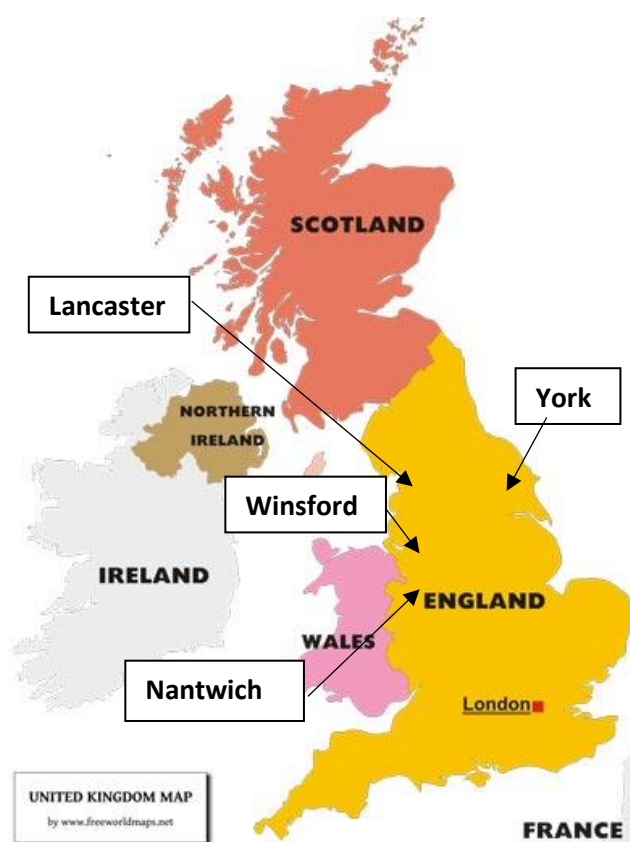 SCOTLAND
Lancaster
York
NORTHERN
IRELAND
Winsford
IRELAND
ENGLAND
WALES
Nantwich
London
UNITED KINGDOM MAP
by www.freeworldmaps.net
FRANCE